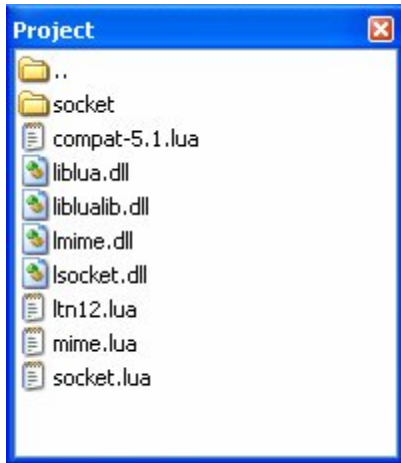 Project
..
socket
compat-5.1.lua
liblua.dll
liblualib.dll
lmime.dll
lsocket.dll
ltn12.lua
mime.lua
socket.lua